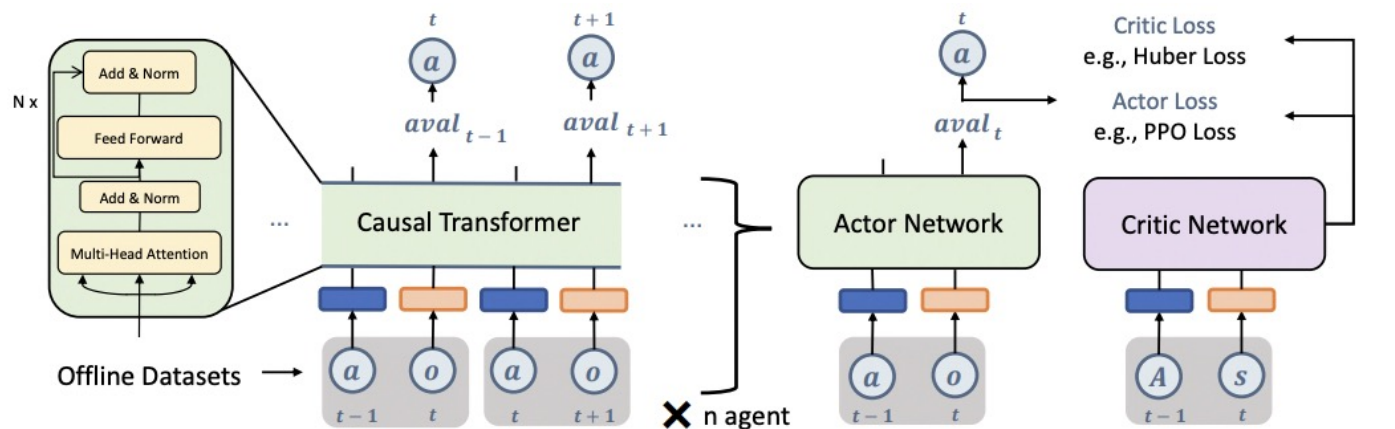 N x
Add & Norm
Feed Forward
Add & Norm
Multi-Head Attention
...
t
a
aval t-1
t+1
a
aval t+1
Causal Transformer
...
Offline Datasets
a
t-1
o
t
a
t
o
t+1
✕ n agent
t
a
aval t
Actor Network
a
t-1
o
t
Critic Loss
e.g., Huber Loss
Actor Loss
e.g., PPO Loss
Critic Network
A
t-1
s
t